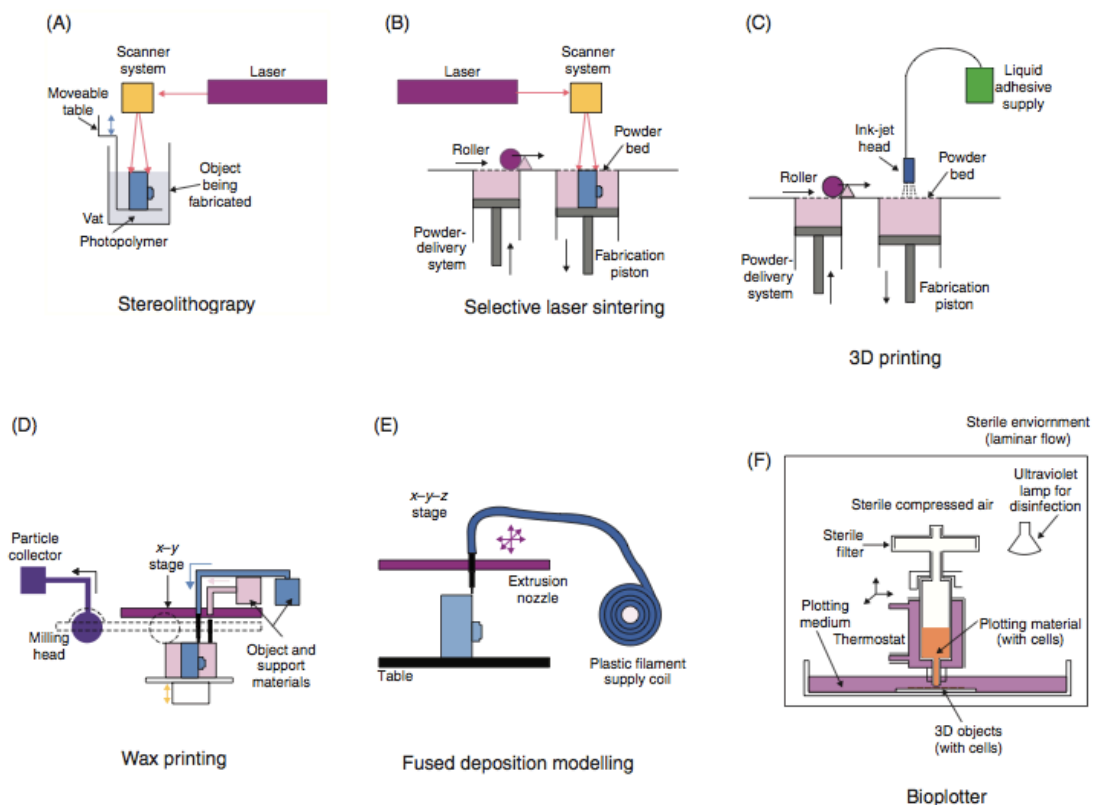 (A)
Scanner
system
Laser
Moveable
table
Object
being
fabricated
Vat
Photopolymer
Stereolithograpy
(B)
Laser
Scanner
system
Roller
Powder
bed
Powder-
delivery
sytem
Fabrication
piston
Selective laser sintering
(C)
Liquid
adhesive
supply
Ink-jet
head
Roller
Powder
bed
Powder-
delivery
system
Fabrication
piston
3D printing
(D)
Particle
collector
x–y
stage
Milling
head
Object and
support
materials
Wax printing
(E)
x–y–z
stage
Extrusion
nozzle
Table
Plastic filament
supply coil
Fused deposition modelling
Sterile enviornment
(laminar flow)
(F)
Ultraviolet
lamp for
disinfection
Sterile compressed air
Sterile
filter
Plotting
medium
Thermostat
Plotting material
(with cells)
3D objects
(with cells)
Bioplotter